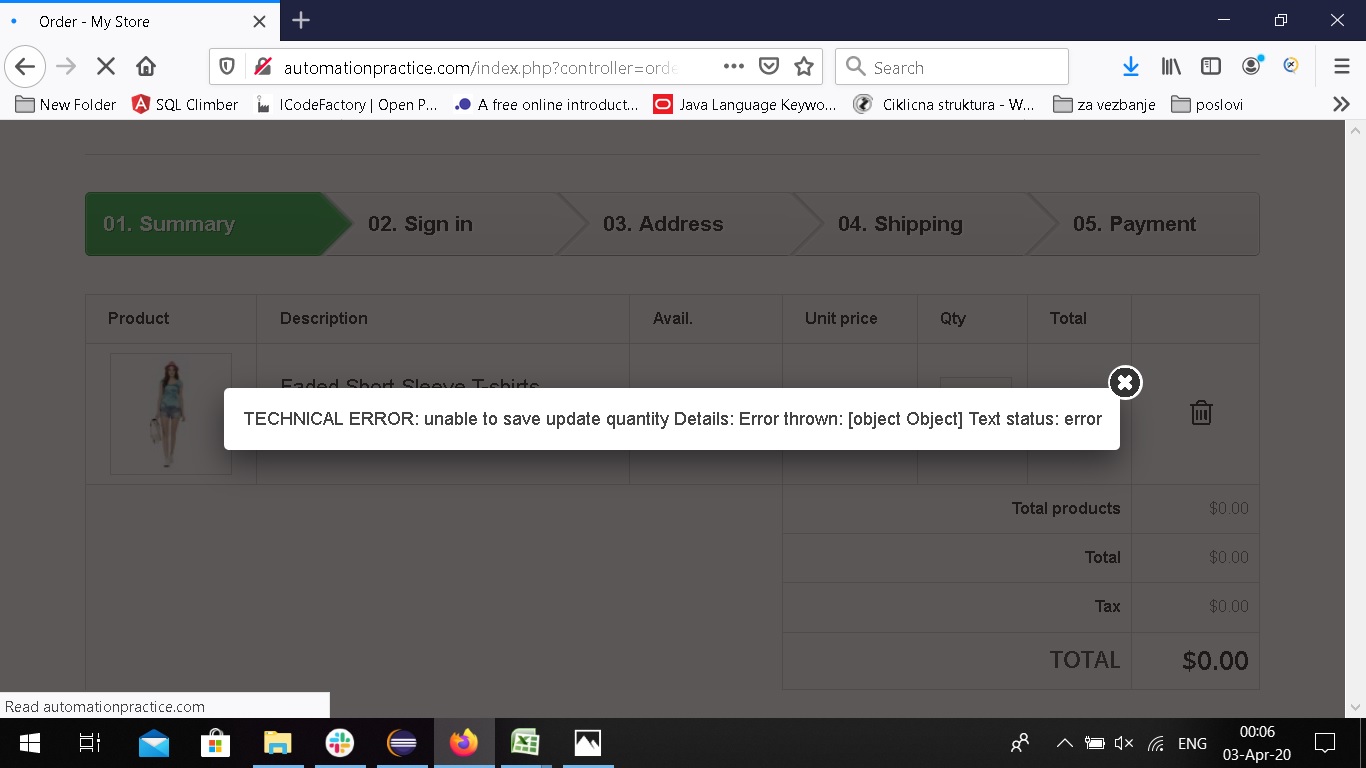 Order - My Store
automationpractice.com/index.php?controller=orde
Search
New Folder
SQL Climber
ICodeFactory | Open P...
A free online introduct...
Java Language Keywo...
Ciklicna struktura - W...
za vezbanje
poslovi
01. Summary
02. Sign in
03. Address
04. Shipping
05. Payment
Product Description Avail. Unit price Qty Total
Faded Short Sleeve T-shirts
TECHNICAL ERROR: unable to save update quantity Details: Error thrown: [object Object] Text status: error
Total products $0.00
Total $0.00
Tax $0.00
TOTAL $0.00
Read automationpractice.com
ENG
00:06
03-Apr-20